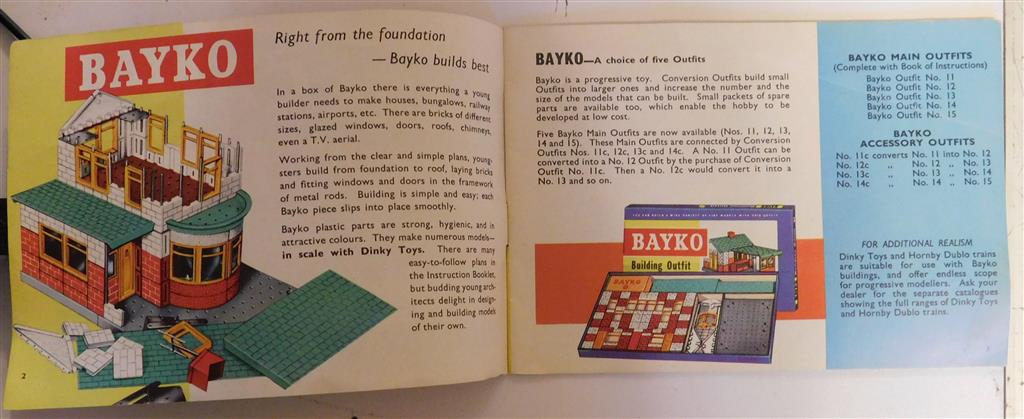 BAYKO
Right from the foundation
— Bayko builds best
In a box of Bayko there is everything a young
builder needs to make houses, bungalows, railway
stations, airports, etc. There are bricks of different
sizes, glazed windows, doors, roofs, chimneys,
even a T.V. aerial.
Working from the clear and simple plans, young-
sters build from foundation to roof, laying bricks
and fitting windows and doors in the framework
of metal rods. Building is simple and easy; each
Bayko piece slips into place smoothly.
Bayko plastic parts are strong, hygienic, and in
attractive colours. They make numerous models—
in scale with Dinky Toys. There are many
easy-to-follow plans in
the Instruction Booklet,
but budding young arch-
itects delight in design-
ing and building models
of their own.
2
BAYKO—A choice of five Outfits
Bayko is a progressive toy. Conversion Outfits build small
Outfits into larger ones and increase the number and the
size of the models that can be built. Small packets of spare
parts are available too, which enable the hobby to be
developed at low cost.
Five Bayko Main Outfits are now available (Nos. 11, 12, 13,
14 and 15). These Main Outfits are connected by Conversion
Outfits Nos. 11c, 12c, 13c and 14c. A No. 11 Outfit can be
converted into a No. 12 Outfit by the purchase of Conversion
Outfit No. 11c. Then a No. 12c would convert it into a
No. 13 and so on.
YOU CAN BUILD A WIDE VARIETY OF FINE MODELS WITH THIS OUTFIT
BAYKO
Building Outfit
BAYKO
BAYKO MAIN OUTFITS
(Complete with Book of Instructions)
Bayko Outfit No. 11
Bayko Outfit No. 12
Bayko Outfit No. 13
Bayko Outfit No. 14
Bayko Outfit No. 15
BAYKO
ACCESSORY OUTFITS
No. 11c converts No. 11 into No. 12
No. 12c „ No. 12 „ No. 13
No. 13c „ No. 13 „ No. 14
No. 14c „ No. 14 „ No. 15
FOR ADDITIONAL REALISM
Dinky Toys and Hornby Dublo trains
are suitable for use with Bayko
buildings, and offer endless scope
for progressive modellers. Ask your
dealer for the separate catalogues
showing the full ranges of Dinky Toys
and Hornby Dublo trains.